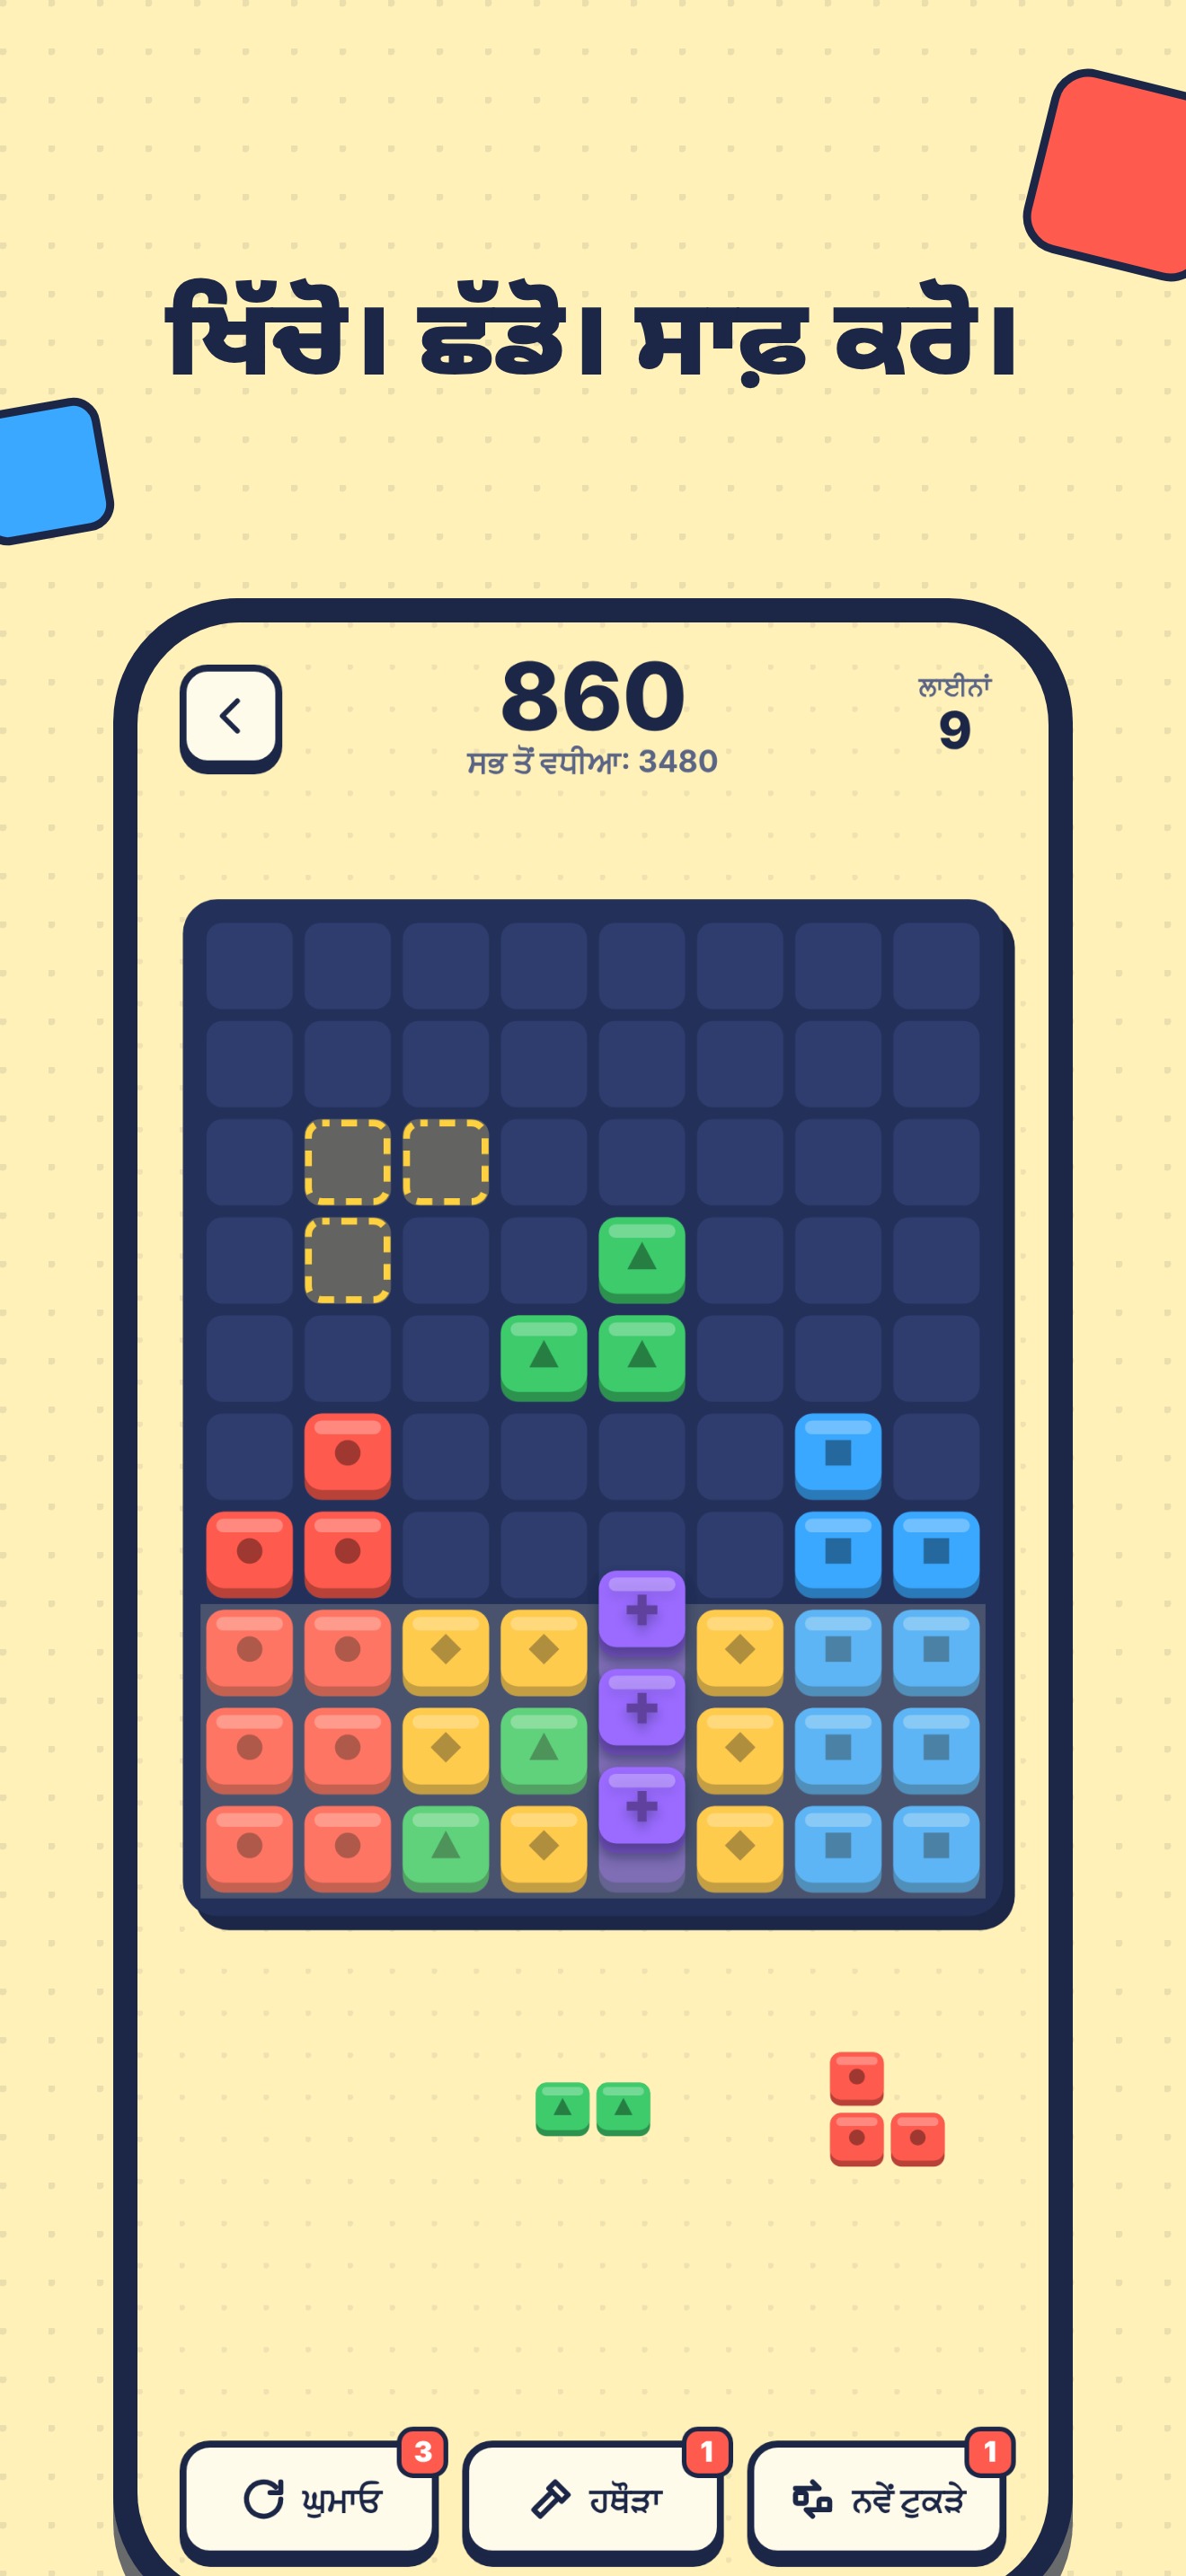 ਖਿੱਚੋ। ਛੱਡੋ। ਸਾਫ਼ ਕਰੋ।
860
ਸਭ ਤੋਂ ਵਧੀਆ: 3480
ਲਾਈਨਾਂ
9
3
1
1
ਘੁਮਾਓ
ਹਥੌੜਾ
ਨਵੇਂ ਟੁਕੜੇ